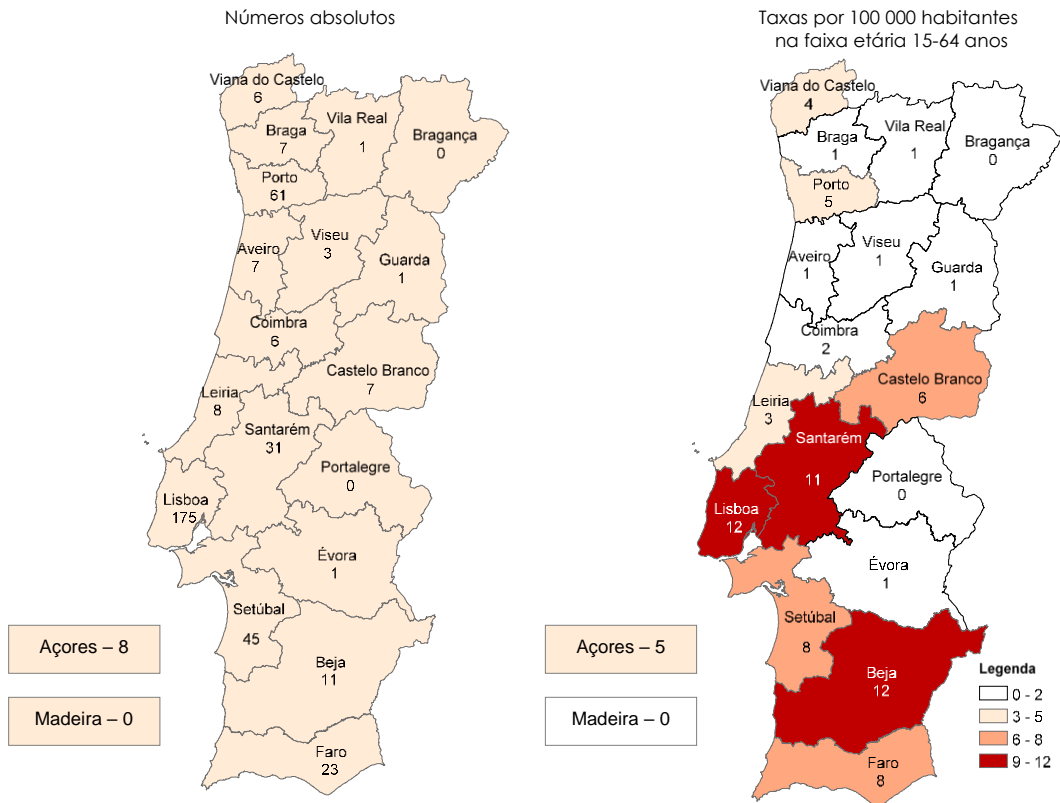 Números absolutos
Viana do Castelo
6
Braga
7
Vila Real
1
Bragança
0
Porto
61
Aveiro
7
Viseu
3
Guarda
1
Coimbra
6
Castelo Branco
7
Leiria
8
Santarém
31
Portalegre
0
Lisboa
175
Évora
1
Setúbal
45
Beja
11
Faro
23
Açores – 8
Madeira – 0
Taxas por 100 000 habitantes
na faixa etária 15-64 anos
Viana do Castelo
4
Braga
1
Vila Real
1
Bragança
0
Porto
5
Aveiro
1
Viseu
1
Guarda
1
Coimbra
2
Castelo Branco
6
Leiria
3
Santarém
11
Portalegre
0
Lisboa
12
Évora
1
Setúbal
8
Beja
12
Faro
8
Açores – 5
Madeira – 0
Legenda
0 - 2
3 - 5
6 - 8
9 - 12